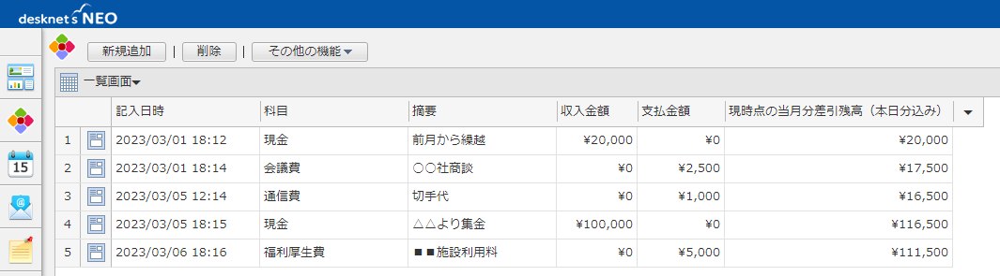 desknet's NEO
新規追加 | 削除 | その他の機能
一覧画面
記入日時 科目 摘要 収入金額 支払金額 現時点の当月分差引残高（本日分込み）
1 2023/03/01 18:12 現金 前月から繰越 ¥20,000 ¥0 ¥20,000
2 2023/03/01 18:14 会議費 〇〇社商談 ¥0 ¥2,500 ¥17,500
15
3 2023/03/05 12:14 通信費 切手代 ¥0 ¥1,000 ¥16,500
4 2023/03/05 18:15 現金 △△より集金 ¥100,000 ¥0 ¥116,500
5 2023/03/06 18:16 福利厚生費 ■■施設利用料 ¥0 ¥5,000 ¥111,500